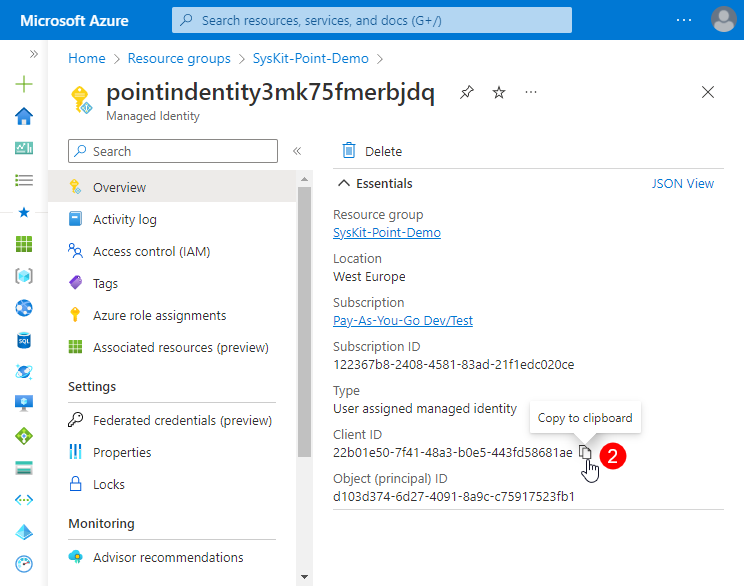 Microsoft Azure
Search resources, services, and docs (G+/)
Home > Resource groups > SysKit-Point-Demo >
pointindentity3mk75fmerbjdq
Managed Identity
Search
Overview
Activity log
Access control (IAM)
Tags
Azure role assignments
Associated resources (preview)
Settings
Federated credentials (preview)
Properties
Locks
Monitoring
Advisor recommendations
Delete
Essentials
JSON View
Resource group
SysKit-Point-Demo
Location
West Europe
Subscription
Pay-As-You-Go Dev/Test
Subscription ID
122367b8-2408-4581-83ad-21f1edc020ce
Type
User assigned managed identity
Copy to clipboard
Client ID
22b01e50-7f41-48a3-b0e5-443fd58681ae
2
Object (principal) ID
d103d374-6d27-4091-8a9c-c75917523fb1
SQL